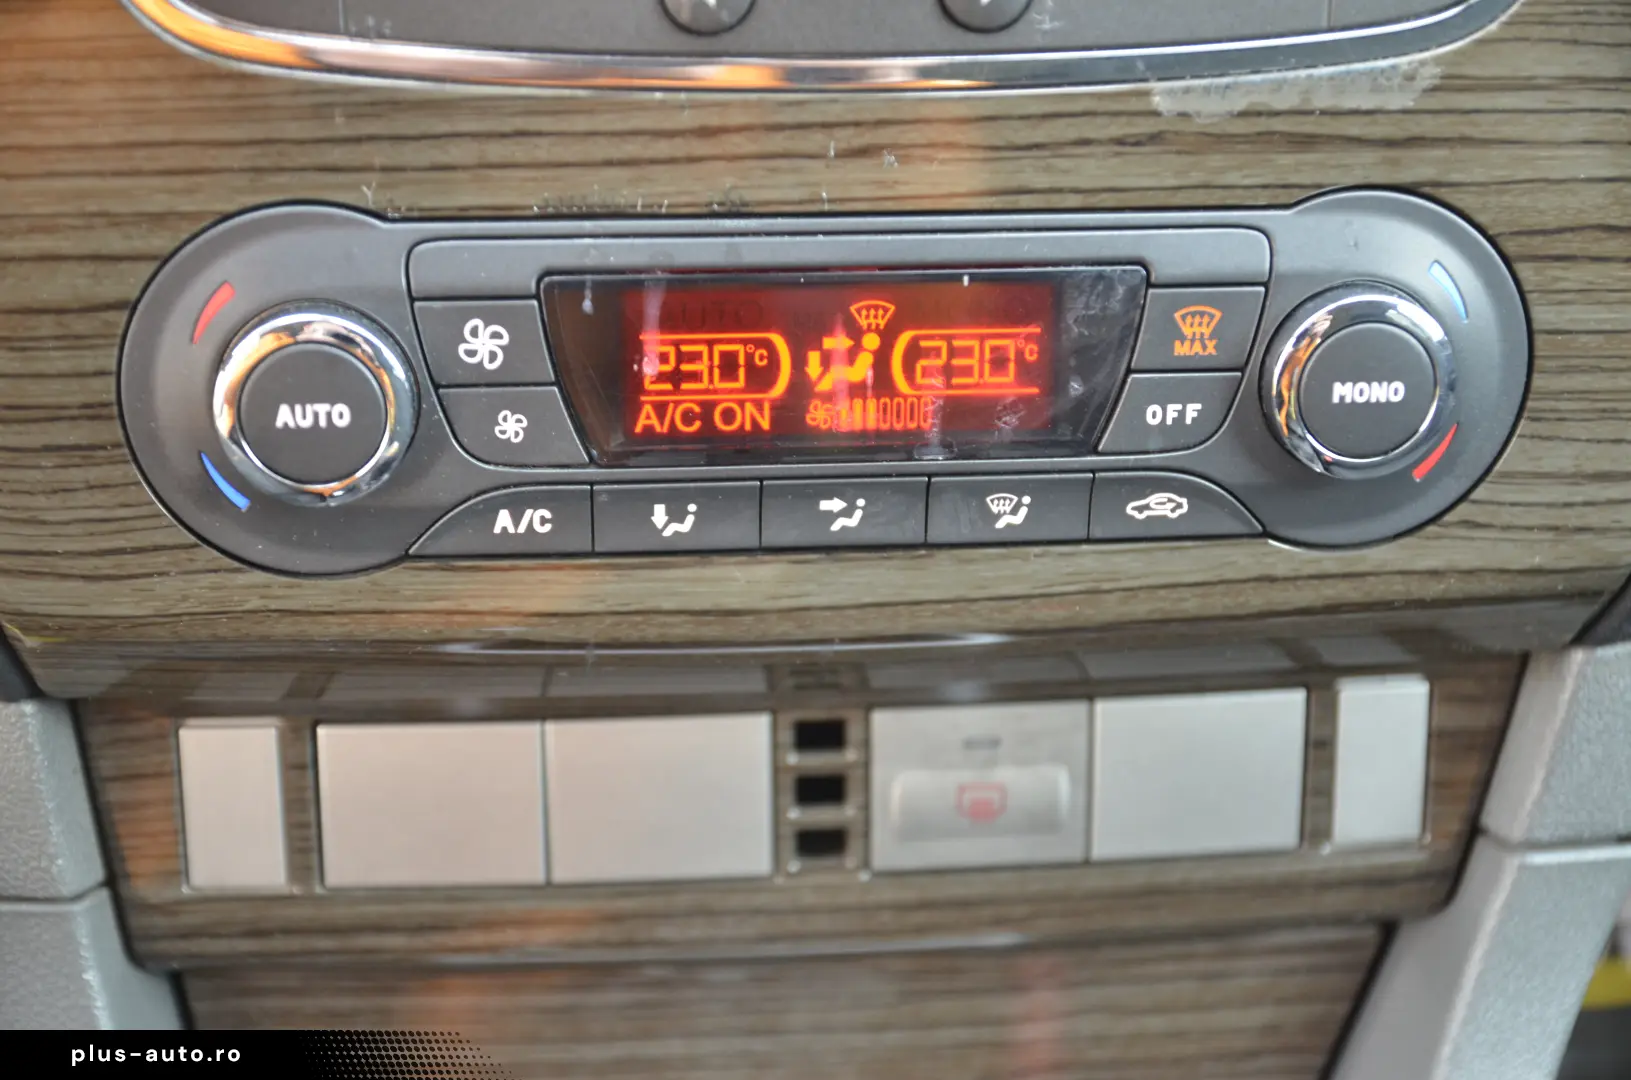 23.0°C
23.0°C
MAX
AUTO
A/C ON
OFF
MONO
A/C
plus-auto.ro